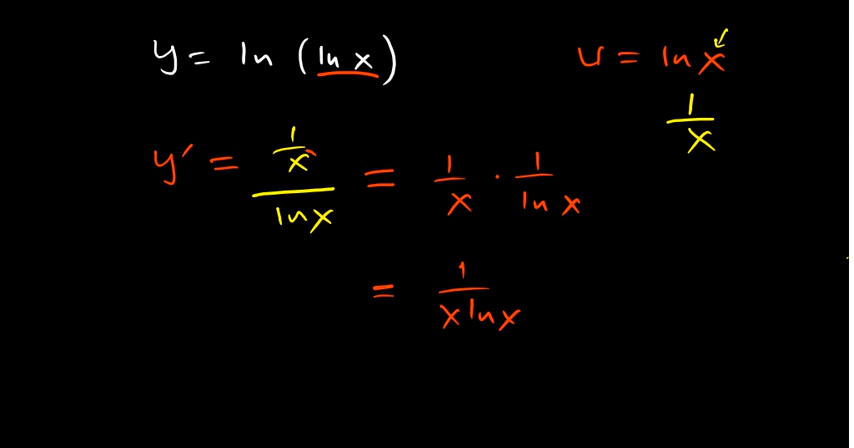 y = ln (ln x) u = ln x
1/x
y' = (1/x)/(ln x) = 1/x · 1/(ln x)
= 1/(x ln x)